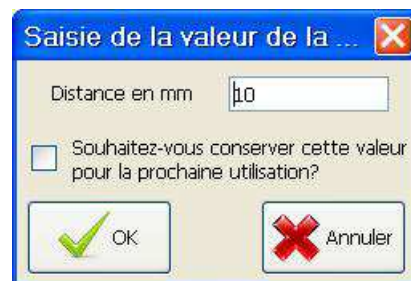 Saisie de la valeur de la ...
Distance en mm 10
Souhaitez-vous conserver cette valeur
pour la prochaine utilisation?
OK Annuler